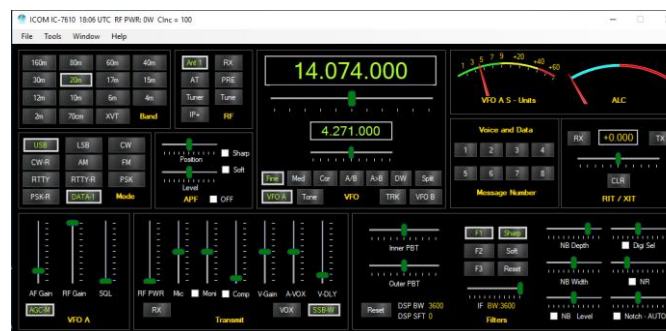 ICOM IC-7610 18:06 UTC RF PWR: 0W Clnc = 100
File Tools Window Help
160m 80m 60m 40m
30m 20m 17m 15m
12m 10m 6m 4m
2m 70cm XVT Band
Ant 1 RX
AT PRE
Tuner Tune
IP+ RF
14.074.000
4.271.000
Fine Med Cor A/B A>B DW Split
VFO A Tone VFO TRK VFO B
1 3 5 7 9 +20 +40 +60
VFO A S - Units
ALC
USB LSB CW
CW-R AM FM
RTTY RTTY-R PSK
PSK-R DATA-1 Mode
Position Sharp
Soft
Level
APF OFF
Voice and Data
1 2 3 4
5 6 7 8
Message Number
RX +0.000 TX
CLR
RIT / XIT
AF Gain RF Gain SQL
AGC-M
VFO A
RF PWR Mic Moni Comp V-Gain A-VOX V-DLY
RX VOX SSB-W
Transmit
Inner PBT
Outer PBT
Reset DSP BW 3600
DSP SFT 0
F1 Sharp
F2 Soft
F3 Reset
IF BW:3600
Filters
NB Depth Digi Sel
NB Width NR
NB Level Notch - AUTO